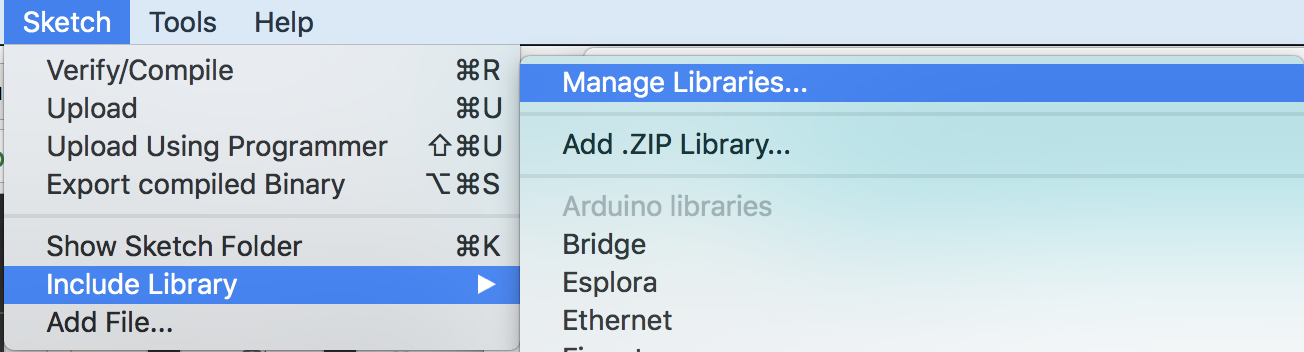 Sketch Tools Help
Verify/Compile ⌘R
Upload ⌘U
Upload Using Programmer ⇧⌘U
Export compiled Binary ⌥⌘S
Show Sketch Folder ⌘K
Include Library ▶
Add File...
Manage Libraries...
Add .ZIP Library...
Arduino libraries
Bridge
Esplora
Ethernet